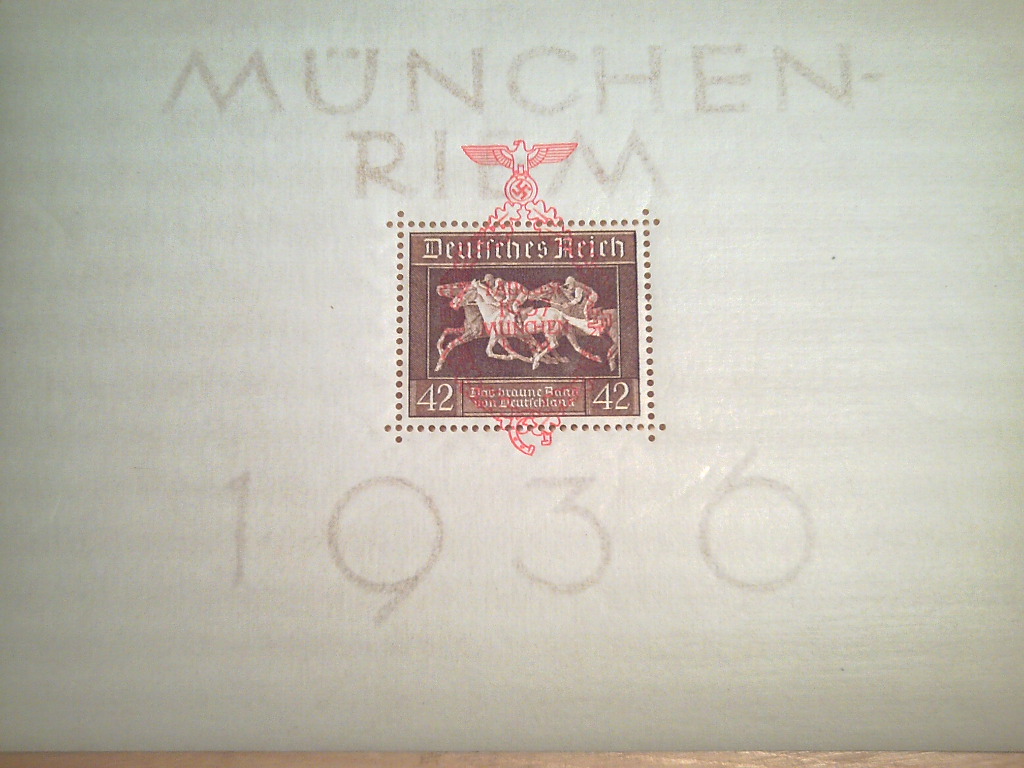 MÜNCHEN-
RIEM
Deutsches Reich
MÜNCHEN
42 Das braune Band 42
von Deutschland
1936